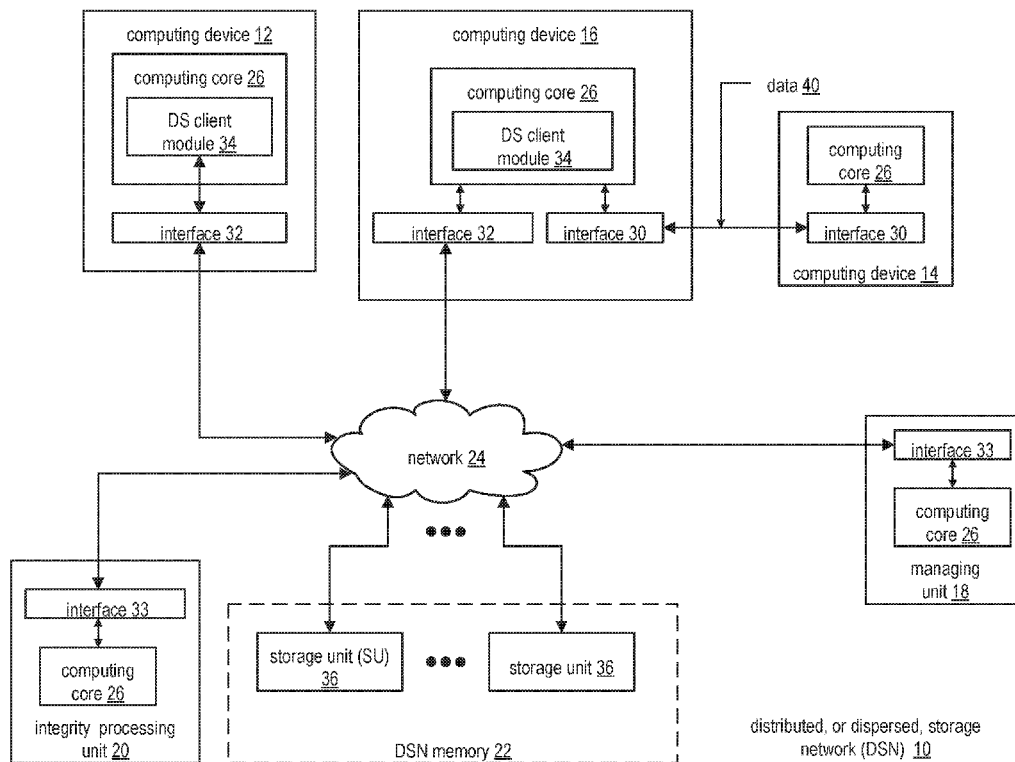 computing device 12
computing core 26
DS client
module 34
interface 32
computing device 16
computing core 26
DS client
module 34
interface 32
interface 30
data 40
computing
core 26
interface 30
computing device 14
network 24
interface 33
computing
core 26
managing
unit 18
interface 33
computing
core 26
integrity processing
unit 20
storage unit (SU)
36
storage unit 36
DSN memory 22
distributed, or dispersed, storage
network (DSN) 10